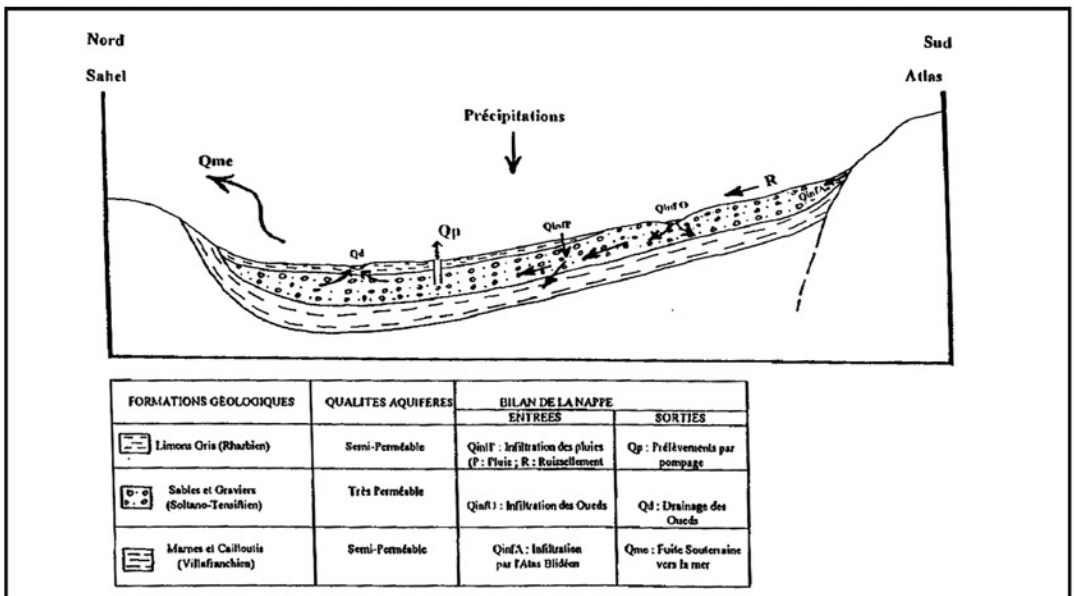 Nord
Sud
Sahel
Atlas
Précipitations
Qme
R
QinfA
QinfO
QinfP
Qp
Qd
FORMATIONS GÉOLOGIQUES
QUALITES AQUIFERES
BILAN DE LA NAPPE
ENTREES
SORTIES
Limons Gris (Rharbien)
Semi-Perméable
QinfP : Infiltration des pluies
(P : Pluie ; R : Ruissellement
Qp : Prélèvements par
pompage
Sables et Graviers
(Soltano-Tensiftien)
Très Perméable
QinfO : Infiltration des Oueds
Qd : Drainage des
Oueds
Marnes et Cailloutis
(Villafranchien)
Semi-Perméable
QinfA : Infiltration
par l'Atlas Blidéen
Qme : Fuite Souterraine
vers la mer